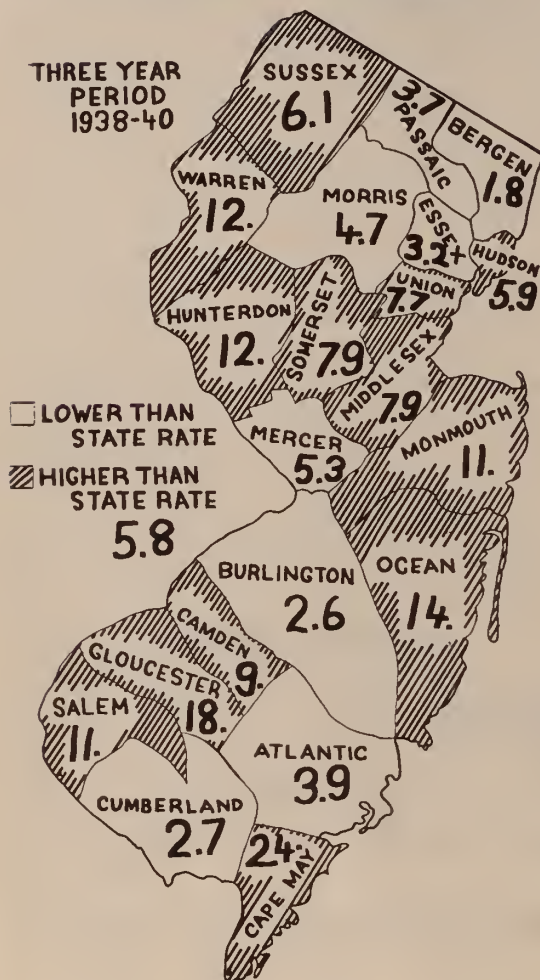 THREE YEAR
PERIOD
1938-40
SUSSEX
6.1
3.7
PASSAIC
BERGEN
1.8
WARREN
12.
MORRIS
4.7
ESSE
3.2+
HUDSON
5.9
UNION
7.7
HUNTERDON
12.
SOMERSET
7.9
MIDDLESEX
7.9
LOWER THAN
STATE RATE
MERCER
5.3
MONMOUTH
11.
HIGHER THAN
STATE RATE
5.8
BURLINGTON
2.6
OCEAN
14.
CAMDEN
9.
GLOUCESTER
18.
SALEM
11.
ATLANTIC
3.9
CUMBERLAND
2.7
24.
CAPE MAY